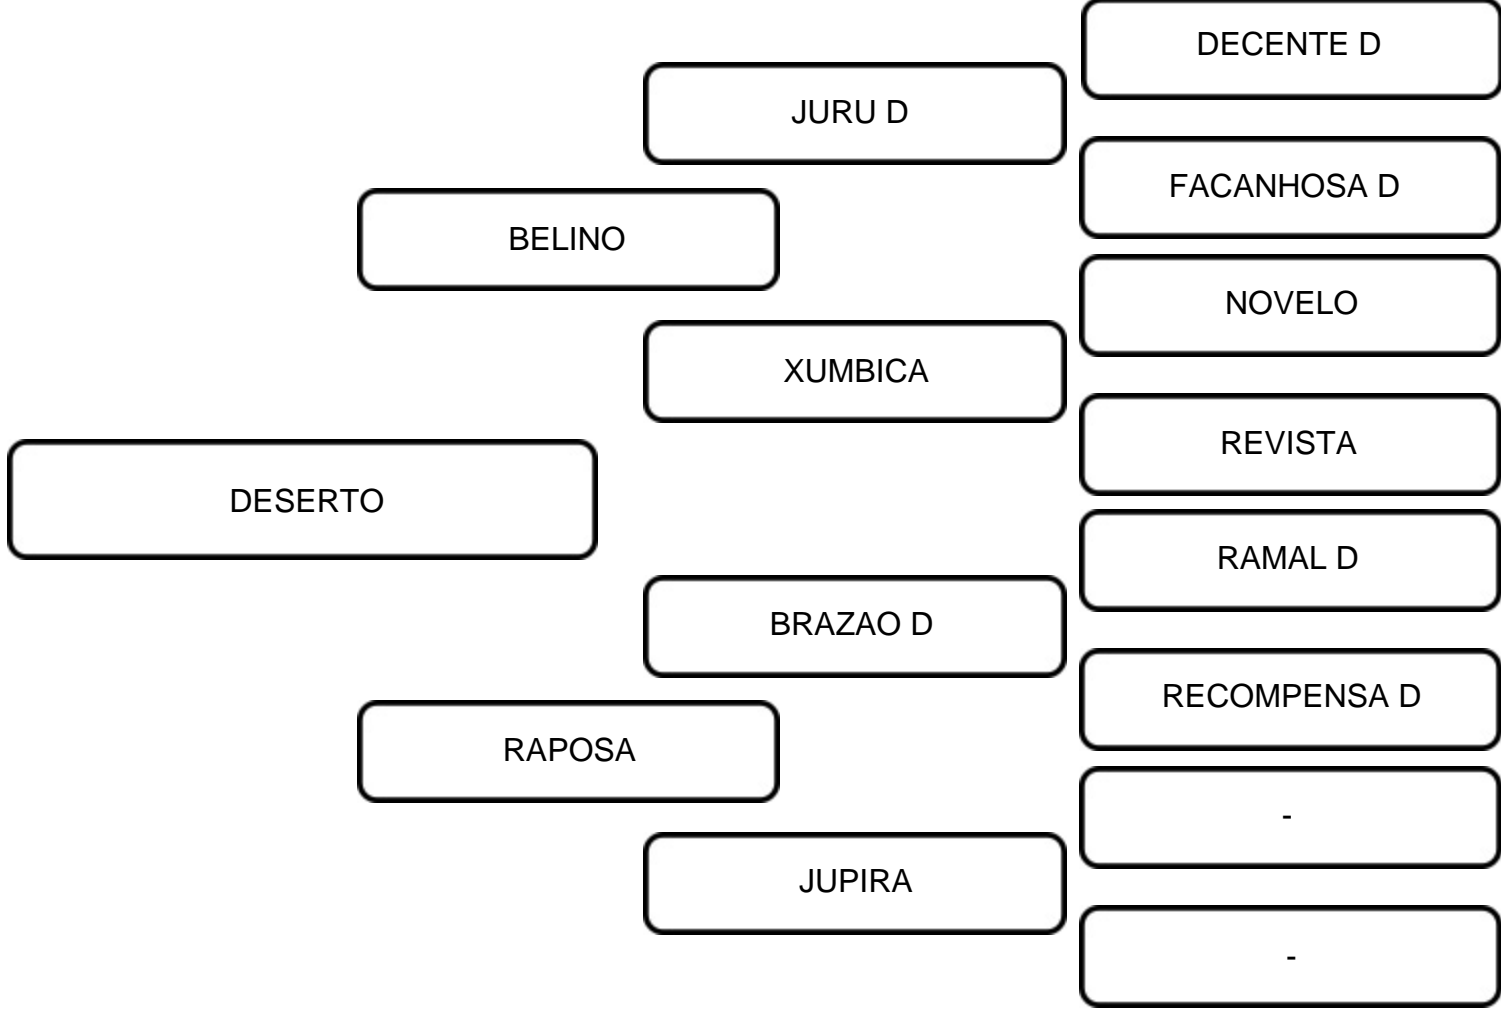 DECENTE D
JURU D
FACANHOSA D
BELINO
NOVELO
XUMBICA
REVISTA
DESERTO
RAMAL D
BRAZAO D
RECOMPENSA D
RAPOSA
-
JUPIRA
-